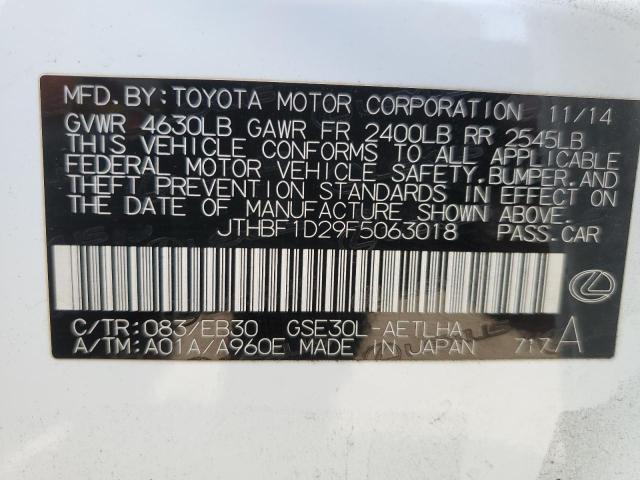 MFD.BY:TOYOTA MOTOR CORPORATION 11/14
GVWR 4630LB GAWR FR 2400LB RR 2545LB
THIS VEHICLE CONFORMS TO ALL APPLICABLE
FEDERAL MOTOR VEHICLE SAFETY,BUMPER,AND
THEFT PREVENTION STANDARDS IN EFFECT ON
THE DATE OF MANUFACTURE SHOWN ABOVE.
JTHBF1D29F5063018 PASS.CAR
C/TR:083/EB30 GSE30L-AETLHA
A/TM:A01A/A960E MADE IN JAPAN 717 A